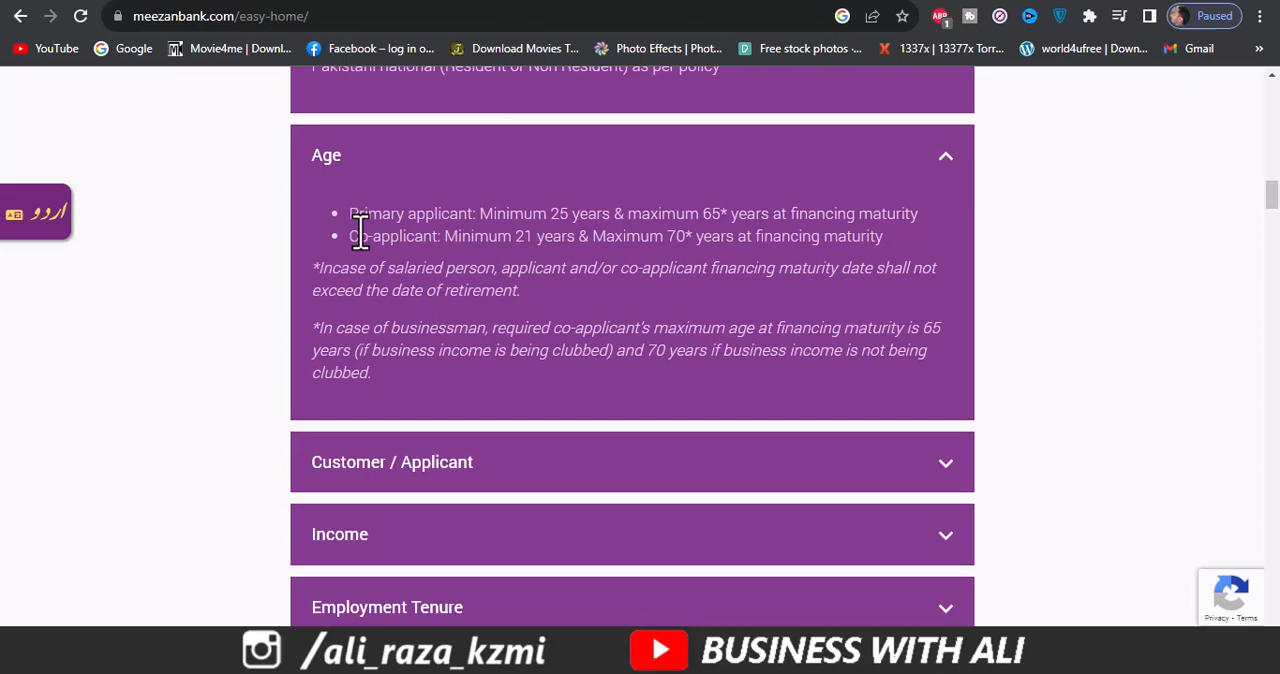 meezanbank.com/easy-home/
Paused
YouTube Google Movie4me | Downl... Facebook – log in o... Download Movies T... Photo Effects | Phot... Free stock photos ·... 1337x | 13377x Torr... world4ufree | Down... Gmail »
Pakistani national (Resident or Non Resident) as per policy
Age
اردو
• Primary applicant: Minimum 25 years & maximum 65* years at financing maturity
• Co-applicant: Minimum 21 years & Maximum 70* years at financing maturity
*Incase of salaried person, applicant and/or co-applicant financing maturity date shall not
exceed the date of retirement.
*In case of businessman, required co-applicant's maximum age at financing maturity is 65
years (if business income is being clubbed) and 70 years if business income is not being
clubbed.
Customer / Applicant
Income
Employment Tenure
Privacy - Terms
/ali_raza_kzmi BUSINESS WITH ALI